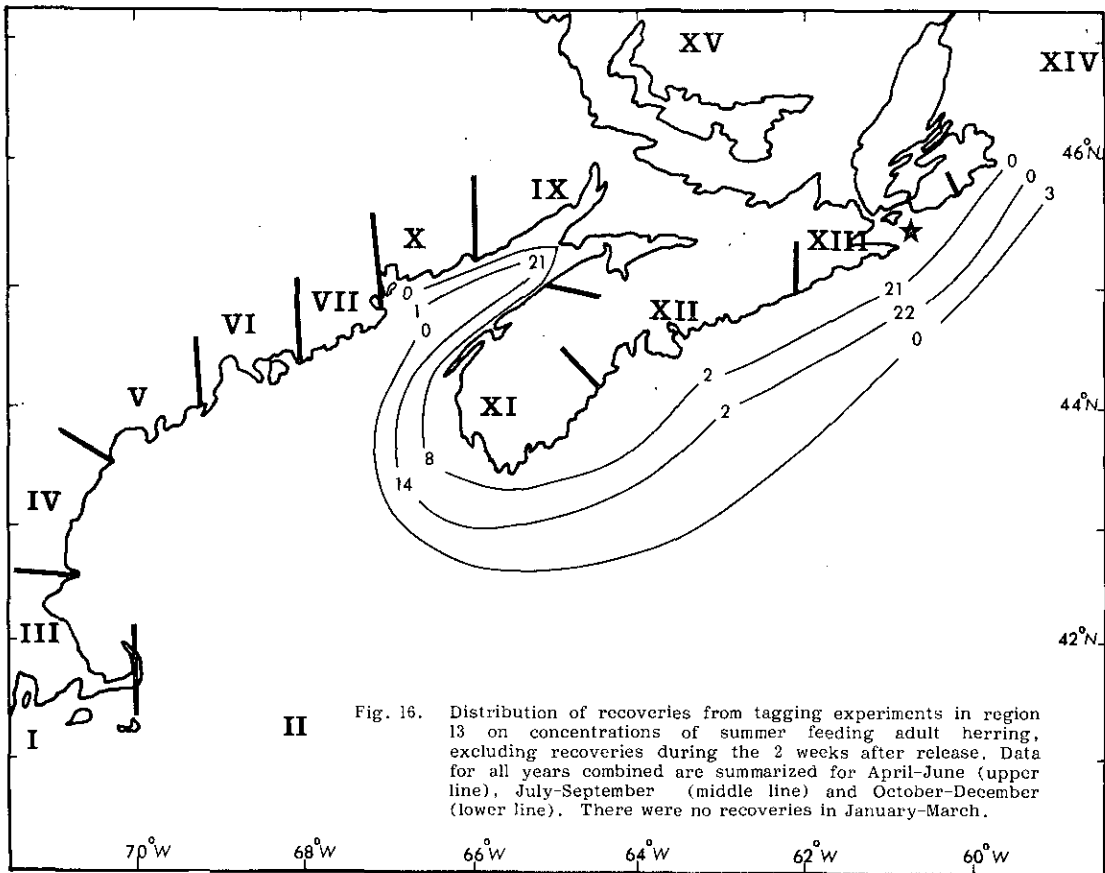 XV
XIV
46°N
IX
X
XIII
VII
XII
VI
V
44°N
XI
IV
III
42°N
I
II
0
0
3
21
0
1
0
21
22
0
2
2
8
14
Fig. 16. Distribution of recoveries from tagging experiments in region
13 on concentrations of summer feeding adult herring,
excluding recoveries during the 2 weeks after release. Data
for all years combined are summarized for April-June (upper
line), July-September (middle line) and October-December
(lower line). There were no recoveries in January-March.
70°W
68°W
66°W
64°W
62°W
60°W